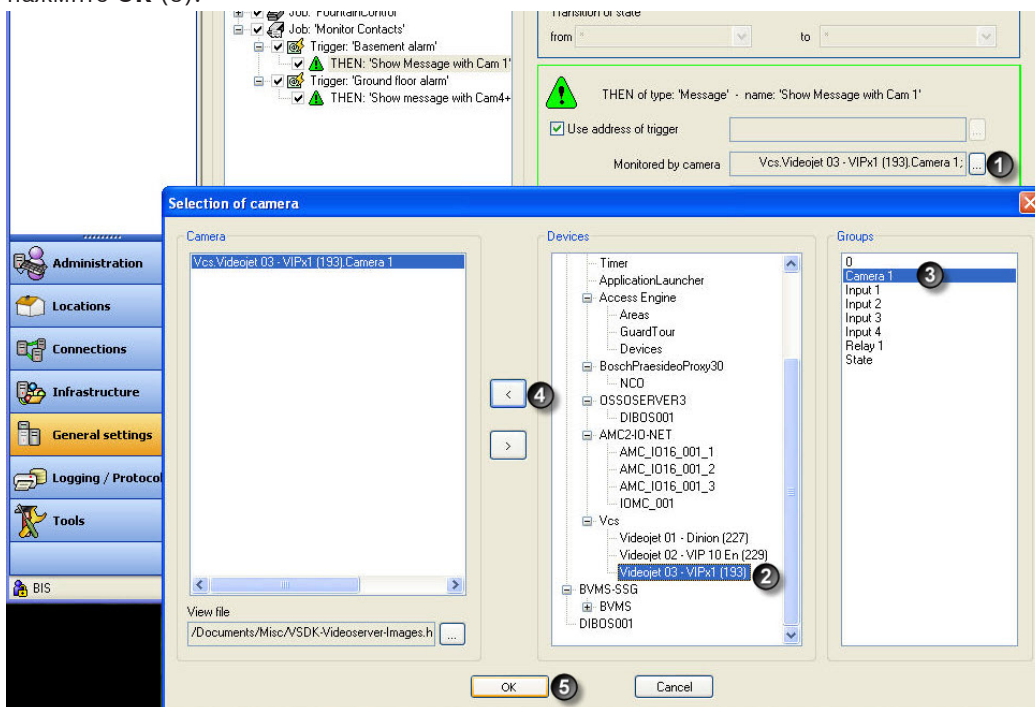 нажмите OK (5).
Job: 'FountainControl'
Job: 'Monitor Contacts'
Trigger: 'Basement alarm'
THEN: 'Show Message with Cam 1'
Trigger: 'Ground floor alarm'
THEN: 'Show message with Cam4+
Transition of state
from * to *
THEN of type: 'Message' - name: 'Show Message with Cam 1'
Use address of trigger ...
Monitored by camera Vcs.Videojet 03 - VIPx1 (193).Camera 1; ... 1
Administration
Locations
Connections
Infrastructure
General settings
Logging / Protocol
Tools
BIS
Selection of camera
Camera
Vcs.Videojet 03 - VIPx1 (193).Camera 1
View file
/Documents/Misc/VSDK-Videoserver-Images.h ...
< 4
>
Devices
Timer
ApplicationLauncher
Access Engine
Areas
GuardTour
Devices
BoschPraesideoProxy30
NCO
OSSOSERVER3
DIBOS001
AMC2-IO-NET
AMC_IO16_001_1
AMC_IO16_001_2
AMC_IO16_001_3
IOMC_001
Vcs
Videojet 01 - Dinion (227)
Videojet 02 - VIP 10 En (229)
Videojet 03 - VIPx1 (193) 2
BVMS-SSG
BVMS
DIBOS001
Groups
0
Camera 1 3
Input 1
Input 2
Input 3
Input 4
Relay 1
State
OK 5
Cancel